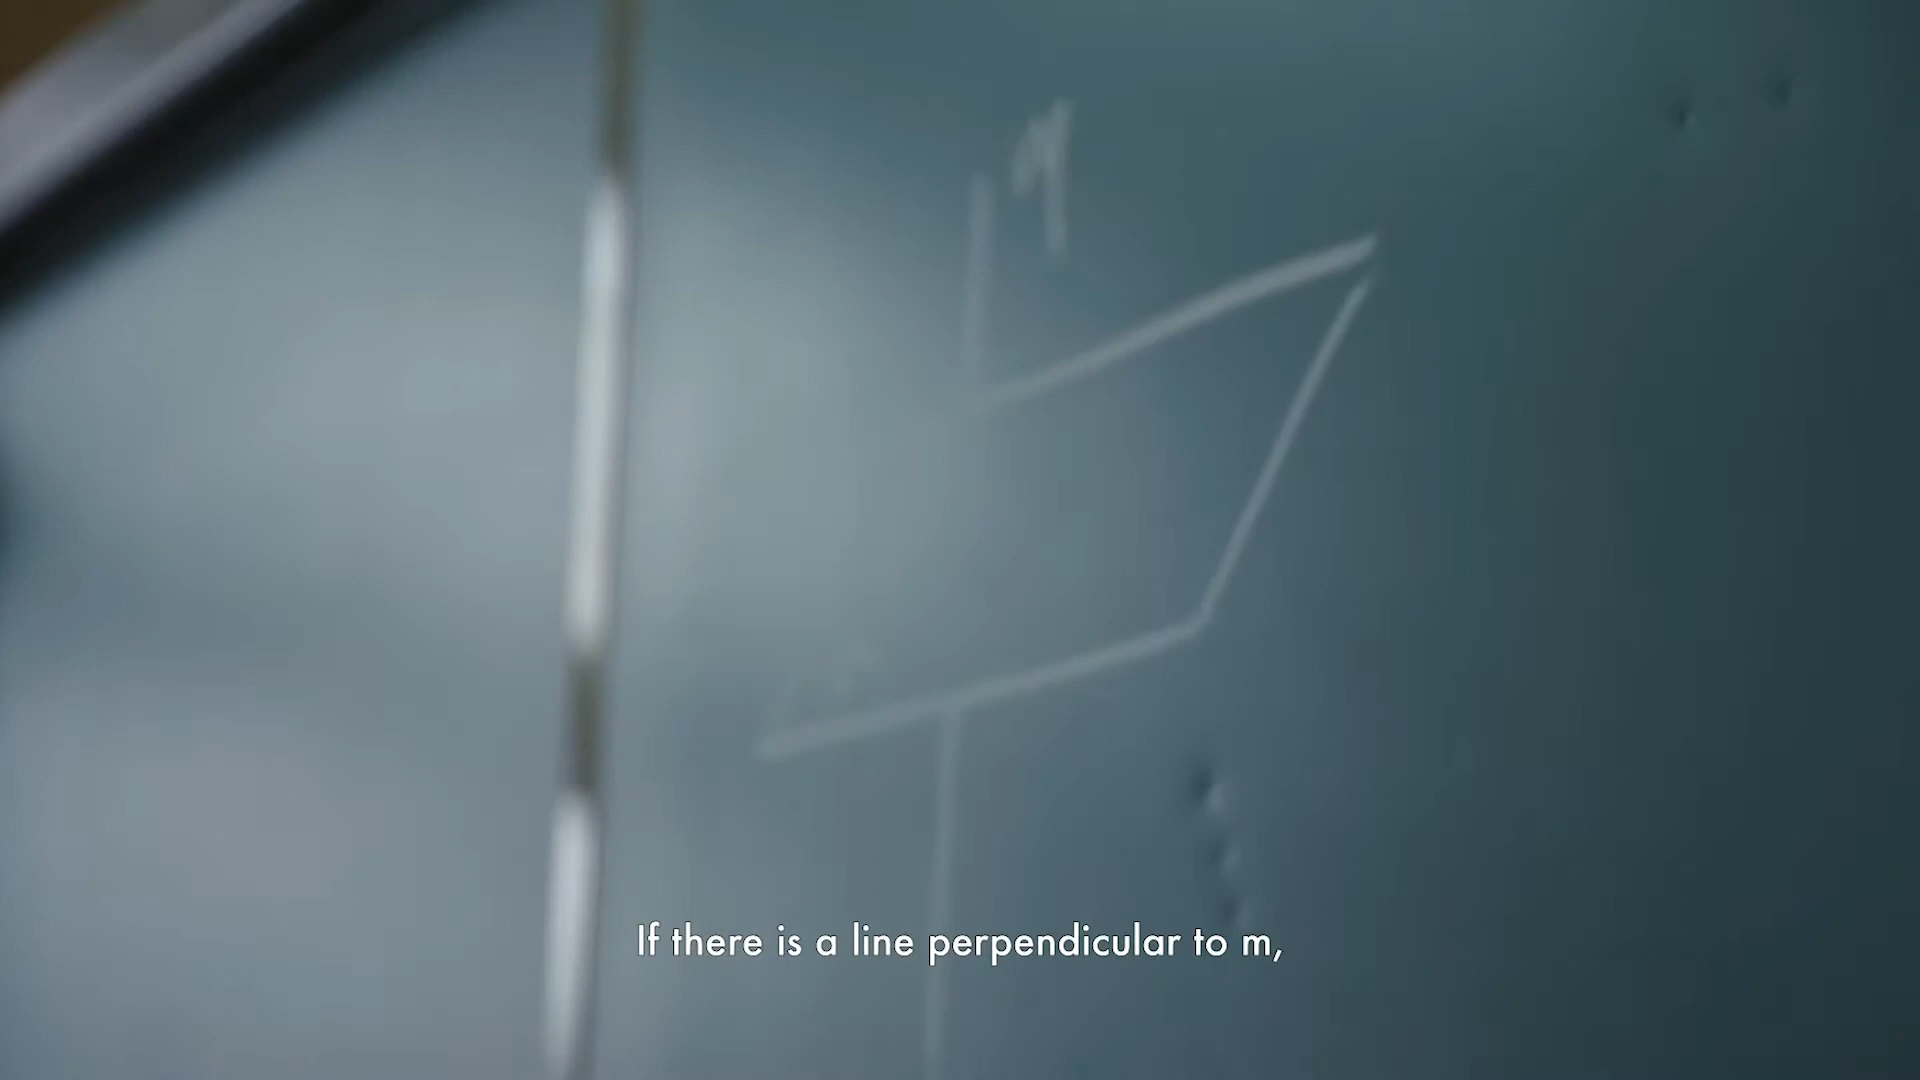 M
If there is a line perpendicular to m,